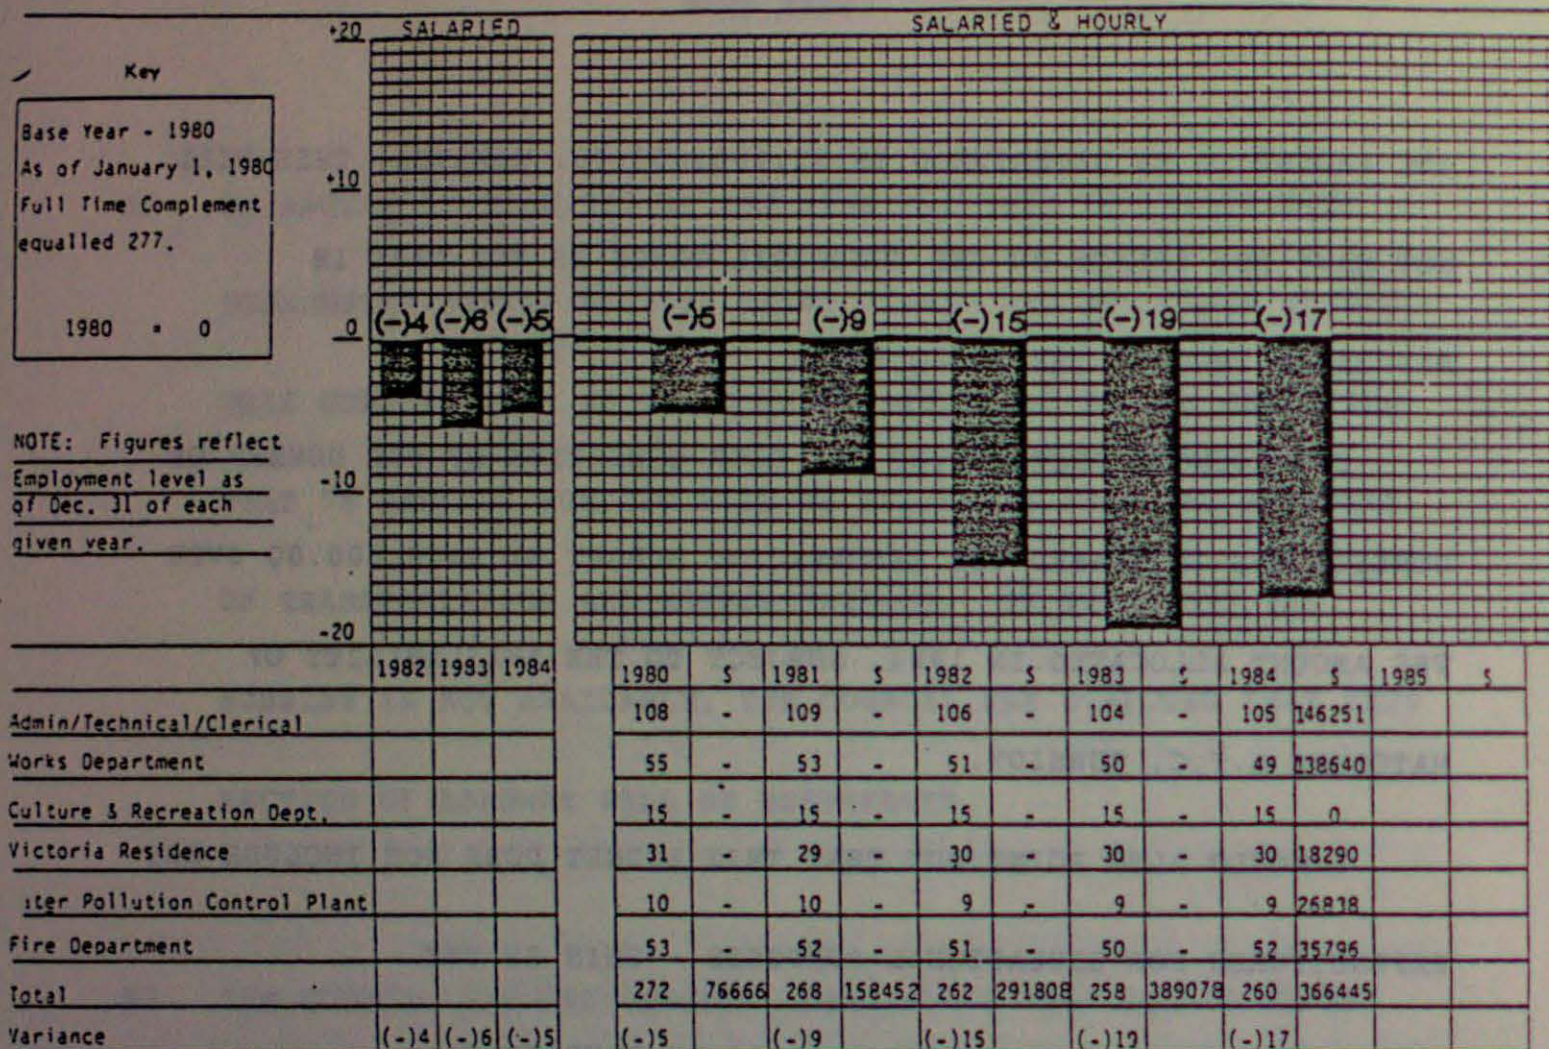 SALARIED
SALARIED & HOURLY
+20
Key
Base Year - 1980
As of January 1, 1980
Full Time Complement
equalled 277.
1980 = 0
+10
0
(-)4 (-)6 (-)5 (-)5 (-)9 (-)15 (-)19 (-)17
NOTE: Figures reflect
Employment level as
of Dec. 31 of each
given year.
-10
-20
1982 1983 1984 1980 $ 1981 $ 1982 $ 1983 $ 1984 $ 1985 $
Admin/Technical/Clerical 108 - 109 - 106 - 104 - 105 146251
Works Department 55 - 53 - 51 - 50 - 49 138640
Culture & Recreation Dept. 15 - 15 - 15 - 15 - 15 0
Victoria Residence 31 - 29 - 30 - 30 - 30 18290
ter Pollution Control Plant 10 - 10 - 9 - 9 - 9 26838
Fire Department 53 - 52 - 51 - 50 - 52 35796
Total 272 76666 268 158452 262 291808 258 389078 260 366445
Variance (-)4 (-)6 (-)5 (-)5 (-)9 (-)15 (-)19 (-)17